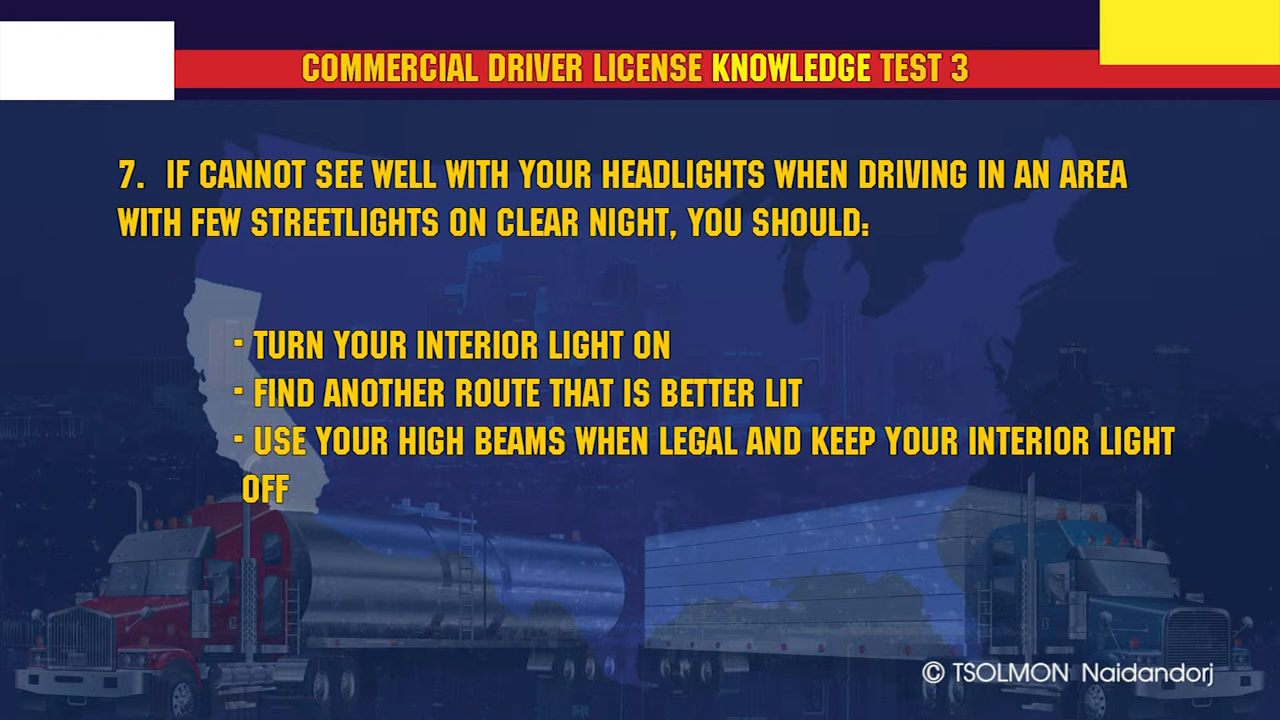 COMMERCIAL DRIVER LICENSE KNOWLEDGE TEST 3
7. IF CANNOT SEE WELL WITH YOUR HEADLIGHTS WHEN DRIVING IN AN AREA
WITH FEW STREETLIGHTS ON CLEAR NIGHT, YOU SHOULD:
- TURN YOUR INTERIOR LIGHT ON
- FIND ANOTHER ROUTE THAT IS BETTER LIT
- USE YOUR HIGH BEAMS WHEN LEGAL AND KEEP YOUR INTERIOR LIGHT
OFF
© TSOLMON Naidandorj